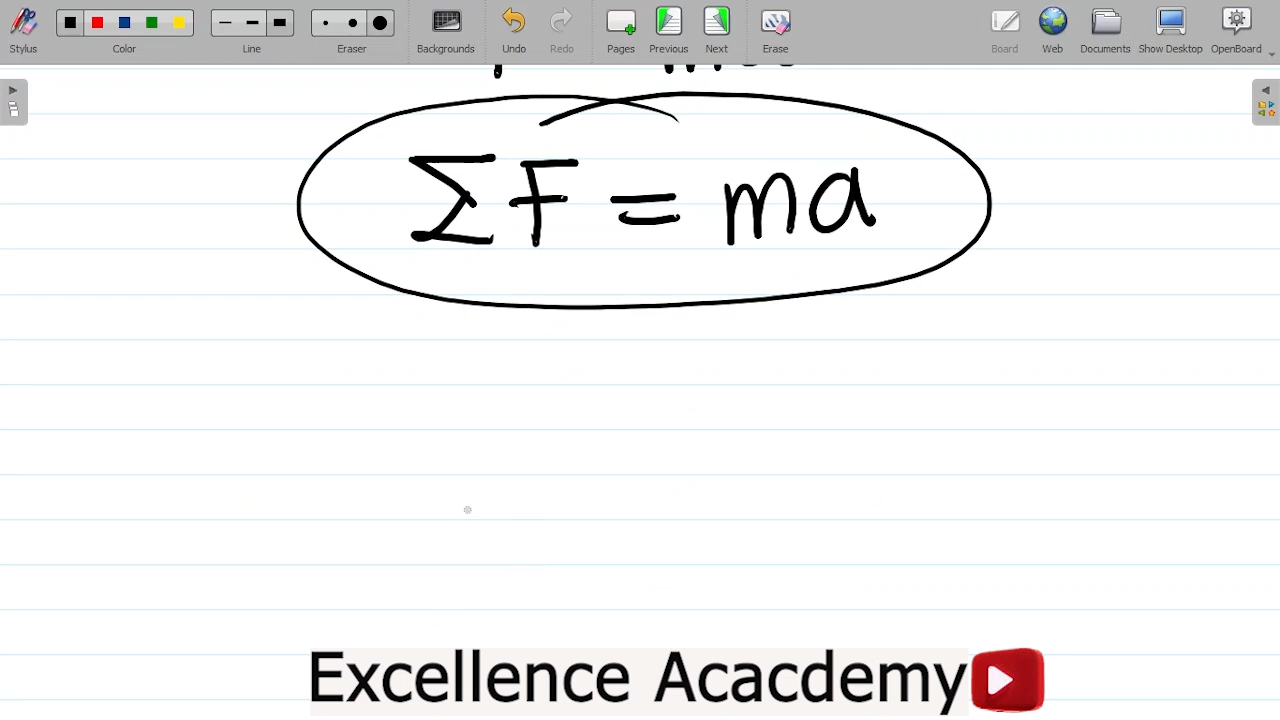 Stylus Color Line Eraser Backgrounds Undo Redo Pages Previous Next Erase Board Web Documents Show Desktop OpenBoard
ΣF = ma
Excellence Acacdemy